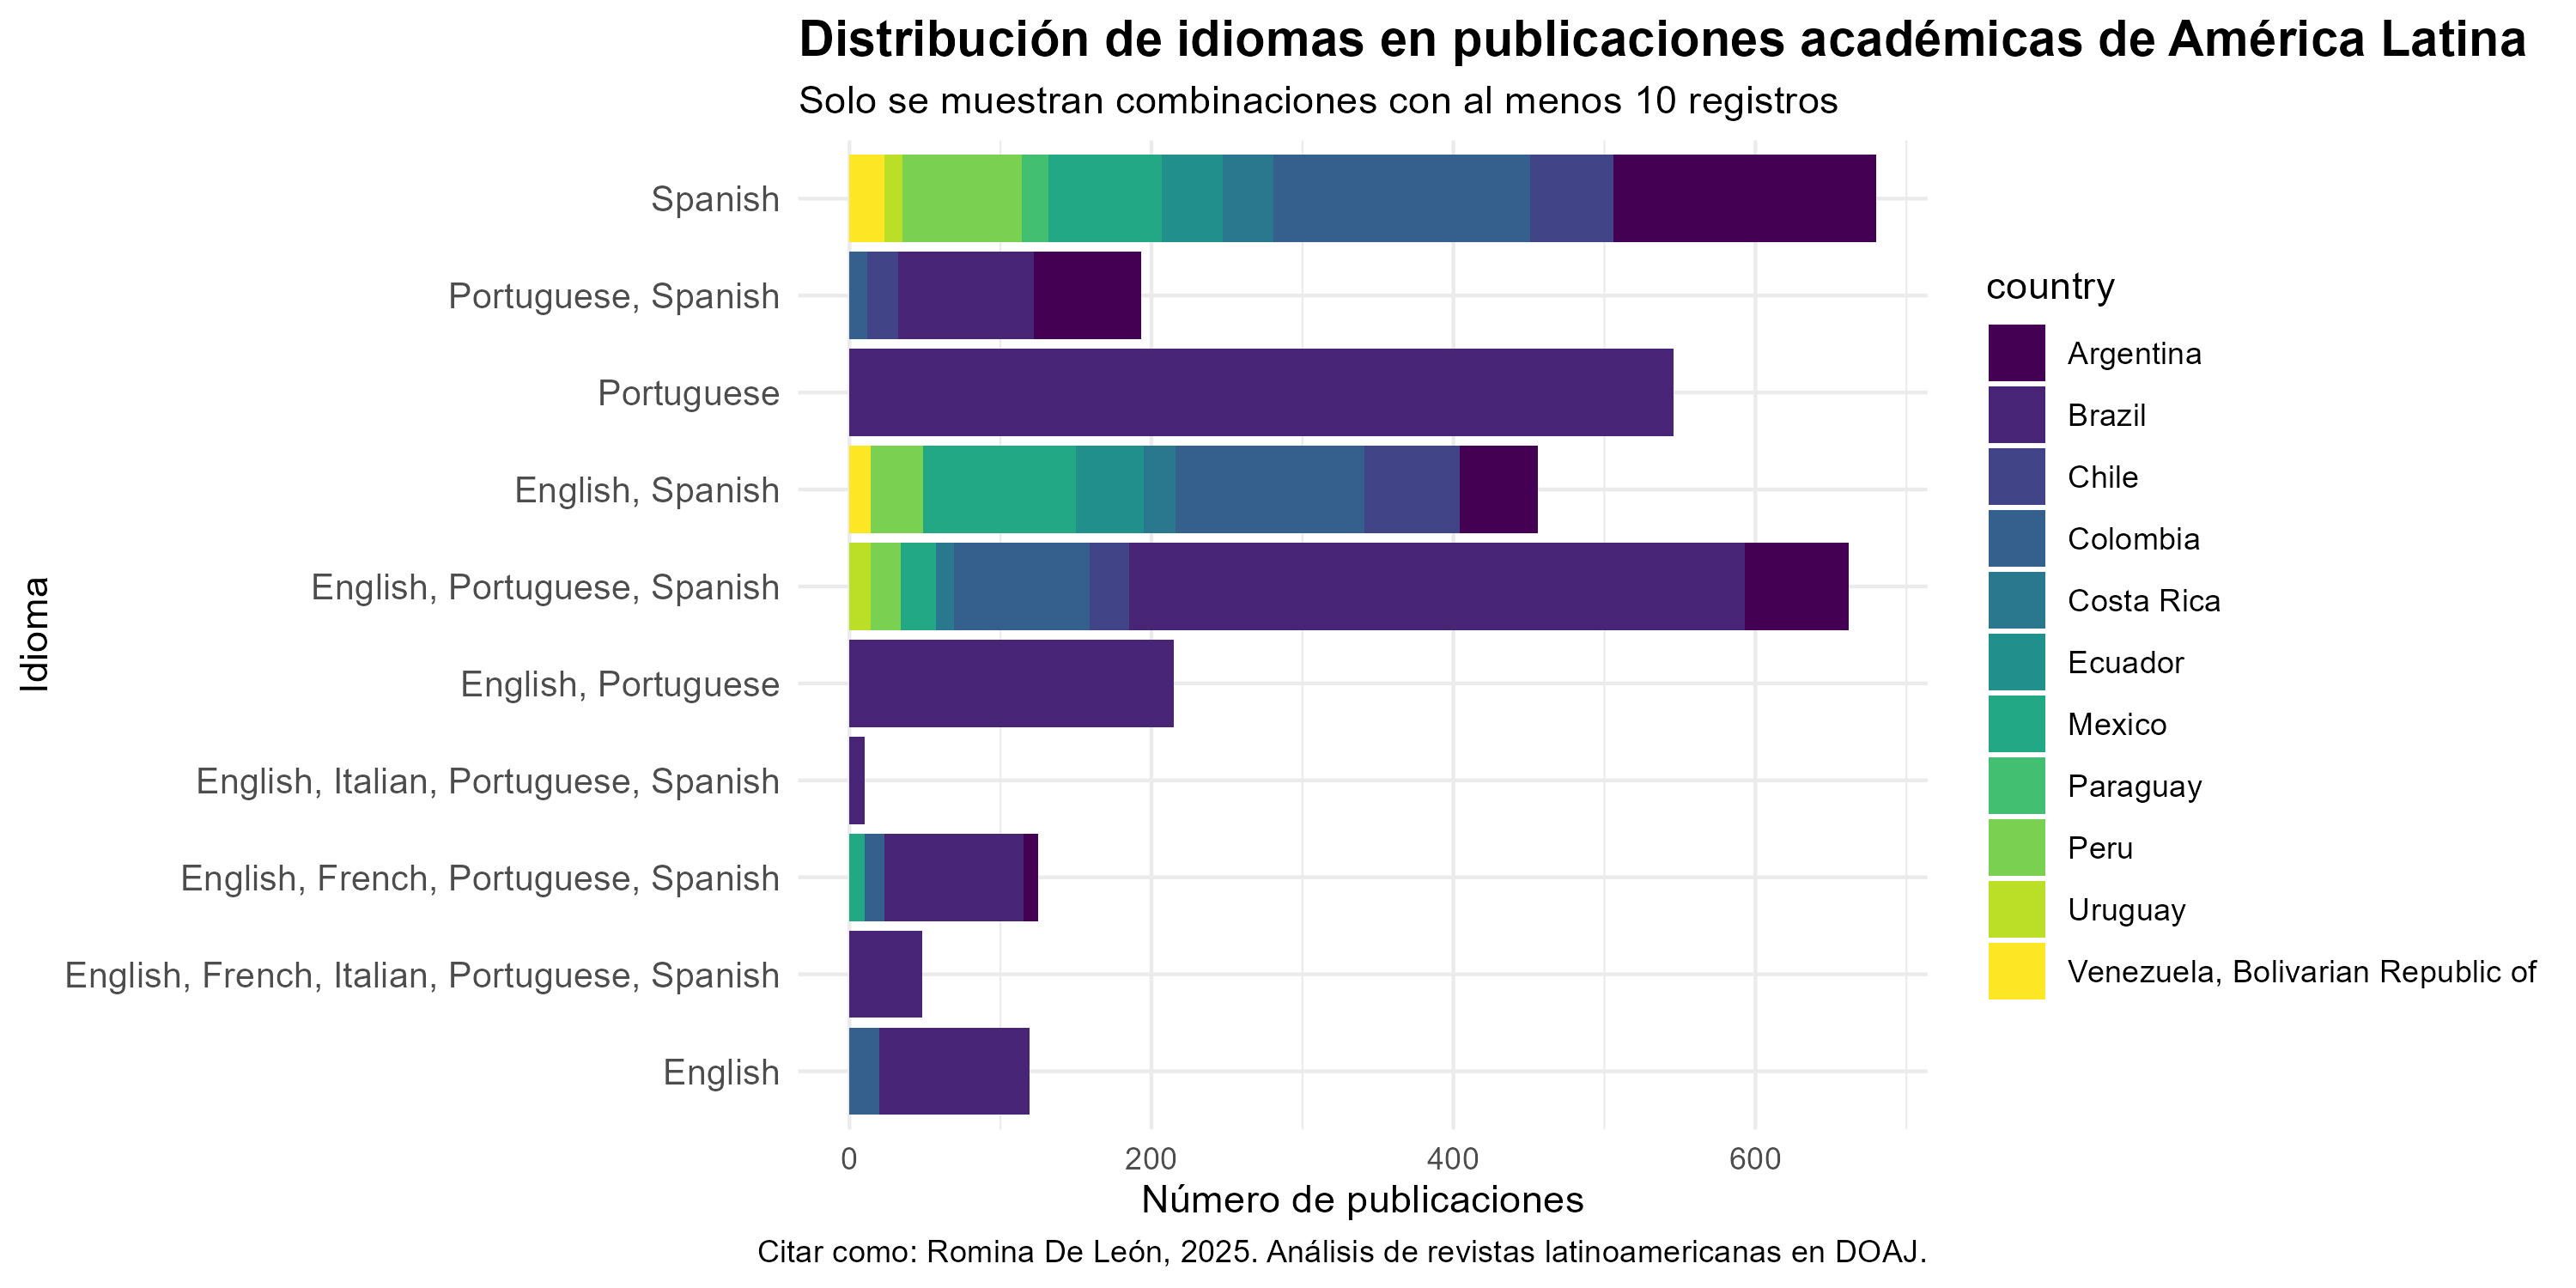 Distribución de idiomas en publicaciones académicas de América Latina
Solo se muestran combinaciones con al menos 10 registros
Idioma
Spanish
Portuguese, Spanish
Portuguese
English, Spanish
English, Portuguese, Spanish
English, Portuguese
English, Italian, Portuguese, Spanish
English, French, Portuguese, Spanish
English, French, Italian, Portuguese, Spanish
English
0 200 400 600
Número de publicaciones
country
Argentina
Brazil
Chile
Colombia
Costa Rica
Ecuador
Mexico
Paraguay
Peru
Uruguay
Venezuela, Bolivarian Republic of
Citar como: Romina De León, 2025. Análisis de revistas latinoamericanas en DOAJ.